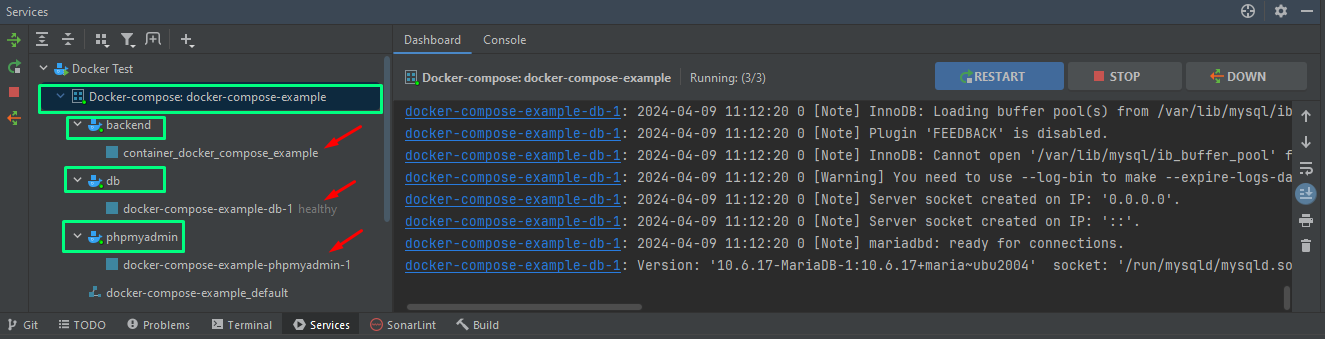 Services
Docker Test
Docker-compose: docker-compose-example
backend
container_docker_compose_example
db
docker-compose-example-db-1 healthy
phpmyadmin
docker-compose-example-phpmyadmin-1
docker-compose-example_default
Dashboard Console
Docker-compose: docker-compose-example Running: (3/3) RESTART STOP DOWN
docker-compose-example-db-1: 2024-04-09 11:12:20 0 [Note] InnoDB: Loading buffer pool(s) from /var/lib/mysql/ib
docker-compose-example-db-1: 2024-04-09 11:12:20 0 [Note] Plugin 'FEEDBACK' is disabled.
docker-compose-example-db-1: 2024-04-09 11:12:20 0 [Note] InnoDB: Cannot open '/var/lib/mysql/ib_buffer_pool' f
docker-compose-example-db-1: 2024-04-09 11:12:20 0 [Warning] You need to use --log-bin to make --expire-logs-da
docker-compose-example-db-1: 2024-04-09 11:12:20 0 [Note] Server socket created on IP: '0.0.0.0'.
docker-compose-example-db-1: 2024-04-09 11:12:20 0 [Note] Server socket created on IP: '::'.
docker-compose-example-db-1: 2024-04-09 11:12:20 0 [Note] mariadbd: ready for connections.
docker-compose-example-db-1: Version: '10.6.17-MariaDB-1:10.6.17+maria~ubu2004' socket: '/run/mysqld/mysqld.so
Git TODO Problems Terminal Services SonarLint Build